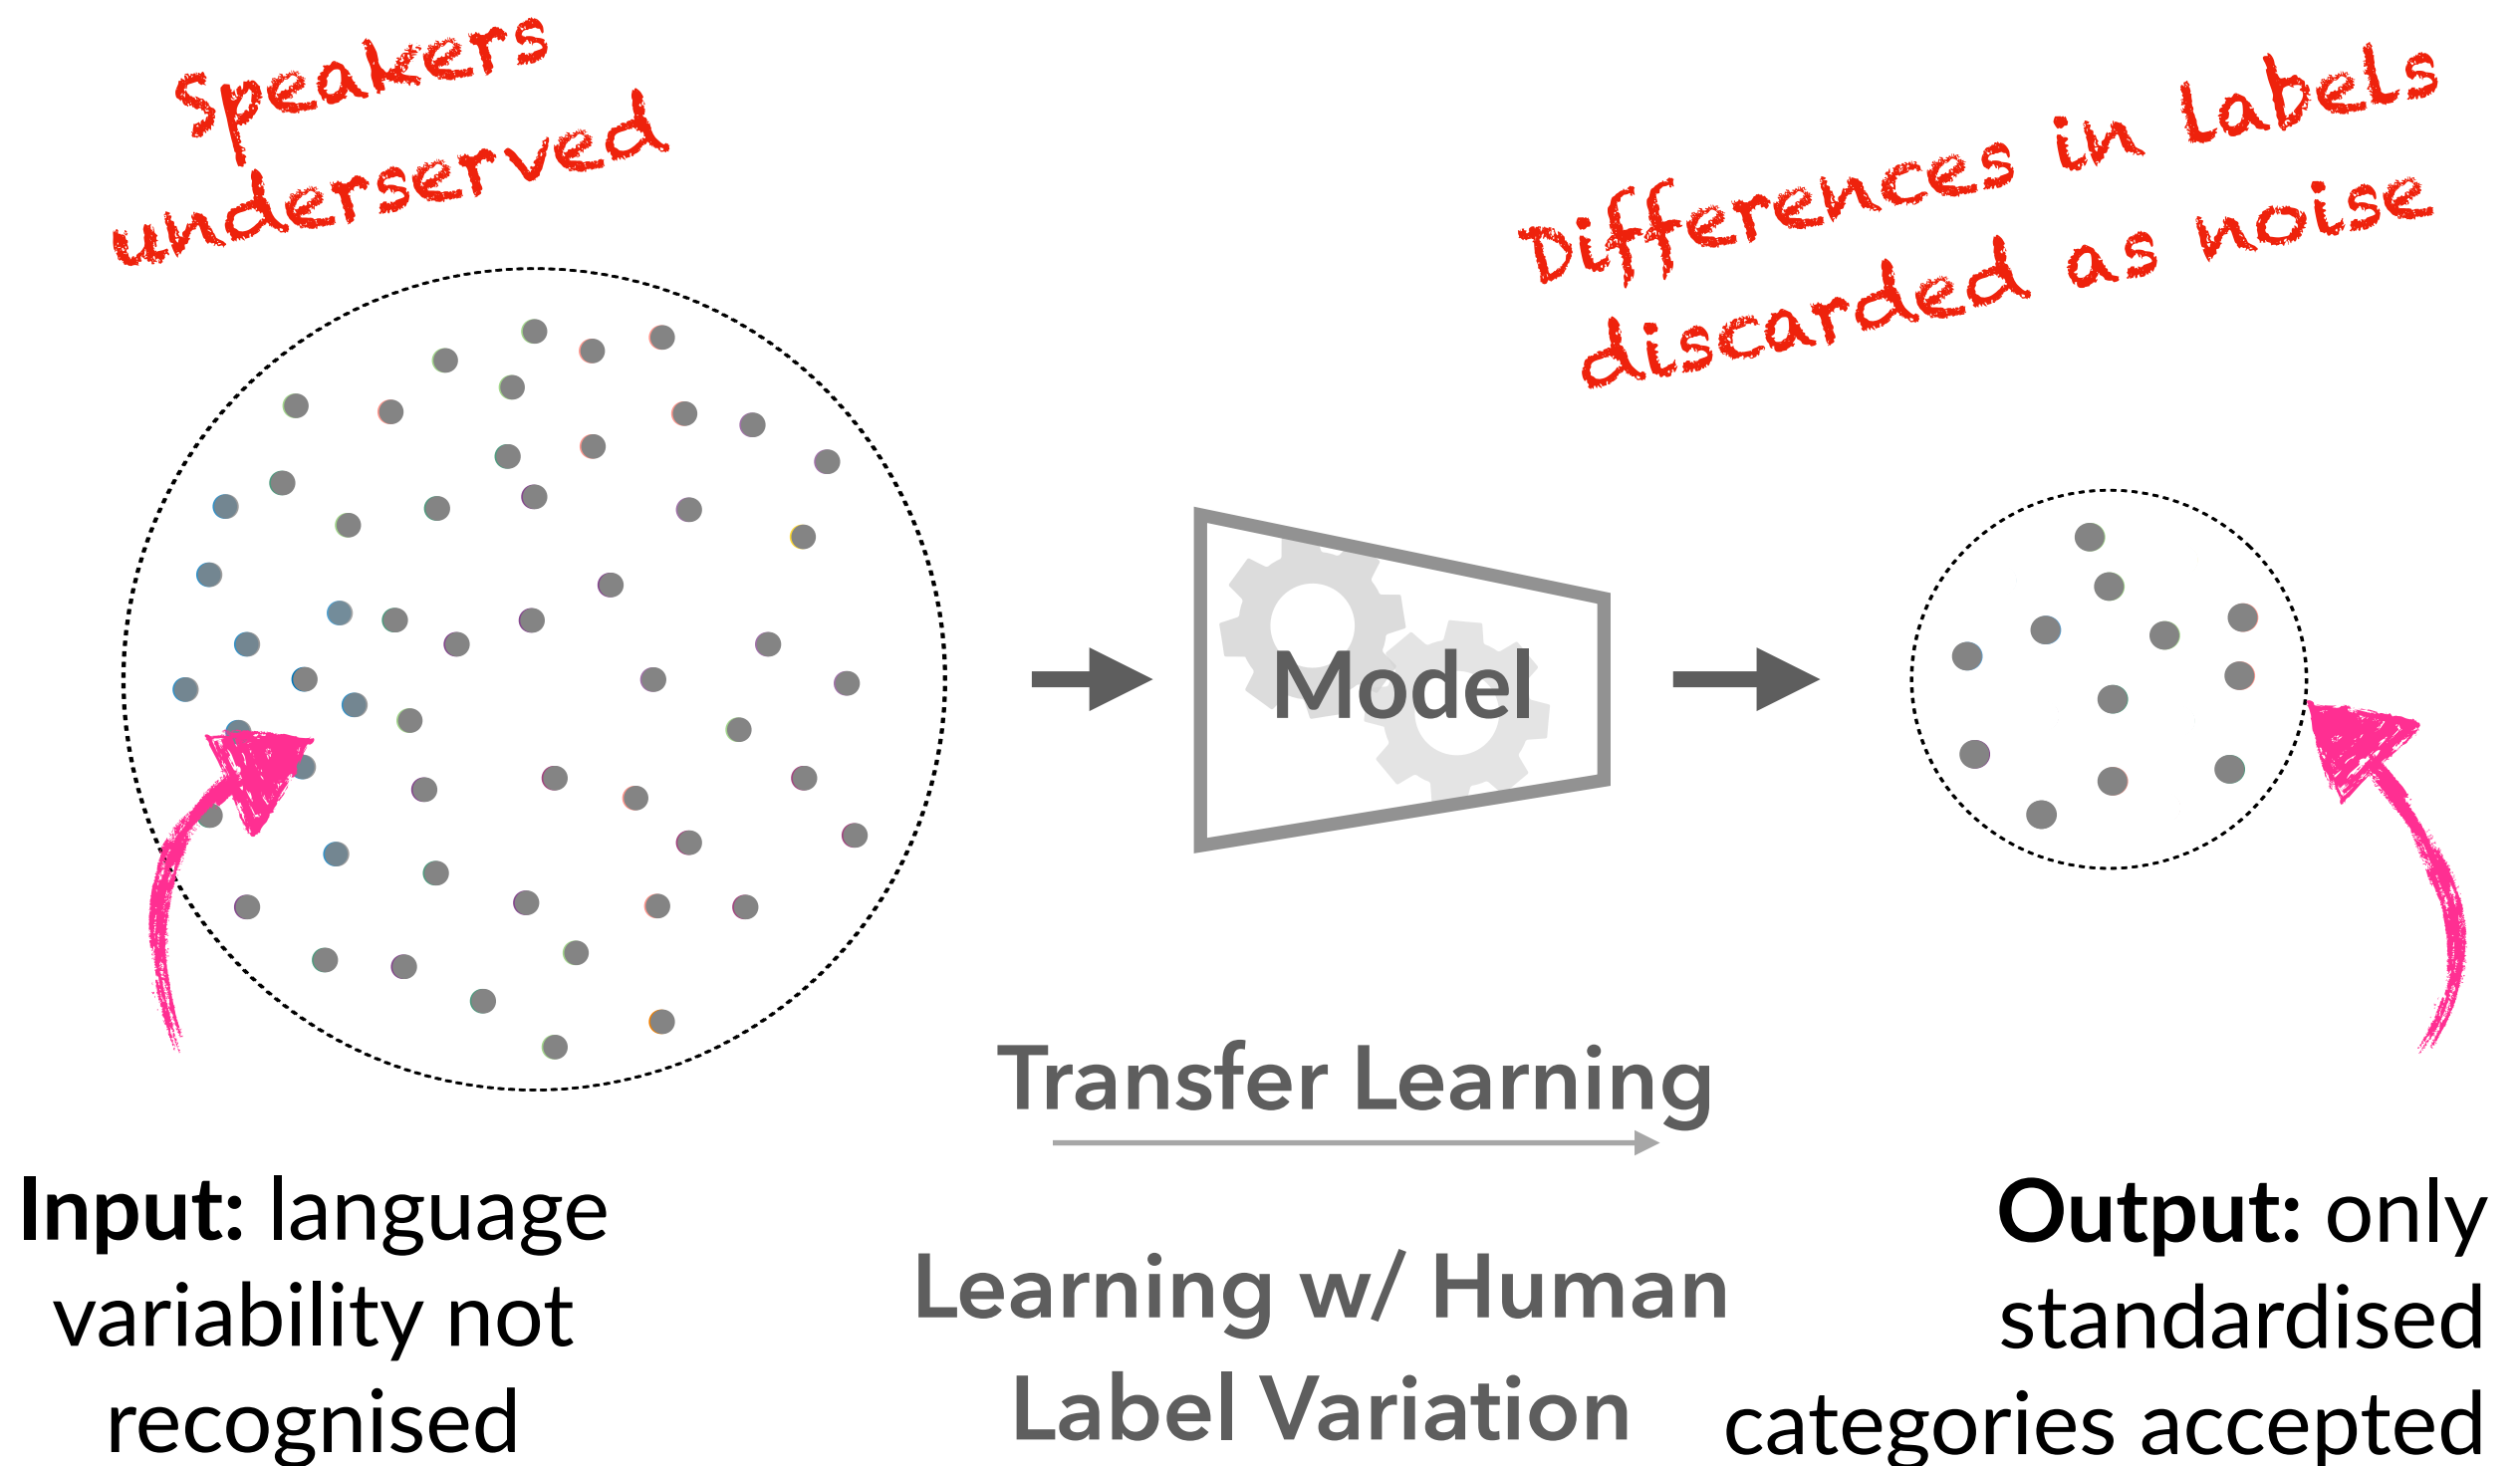 Speakers
underserved
Differences in labels
discarded as noise
Model
Transfer Learning
Learning w/ Human
Label Variation
Input: language
variability not
recognised
Output: only
standardised
categories accepted